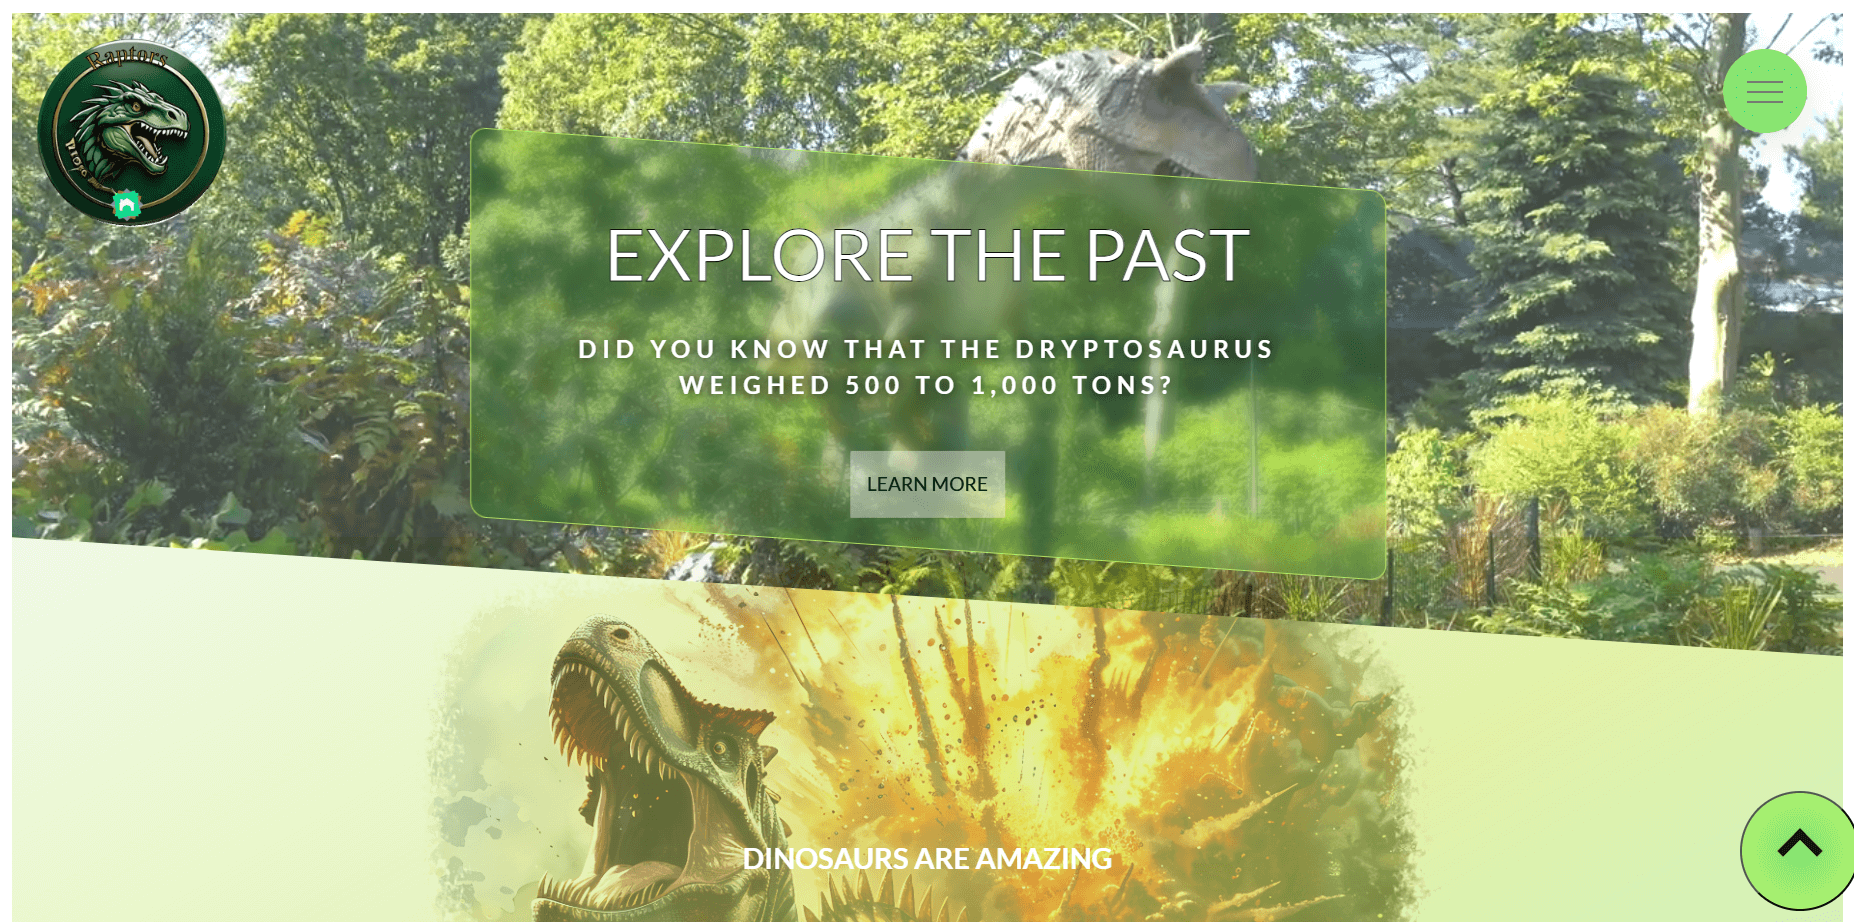 Raptors
EXPLORE THE PAST
DID YOU KNOW THAT THE DRYPTOSAURUS
WEIGHED 500 TO 1,000 TONS?
LEARN MORE
DINOSAURS ARE AMAZING